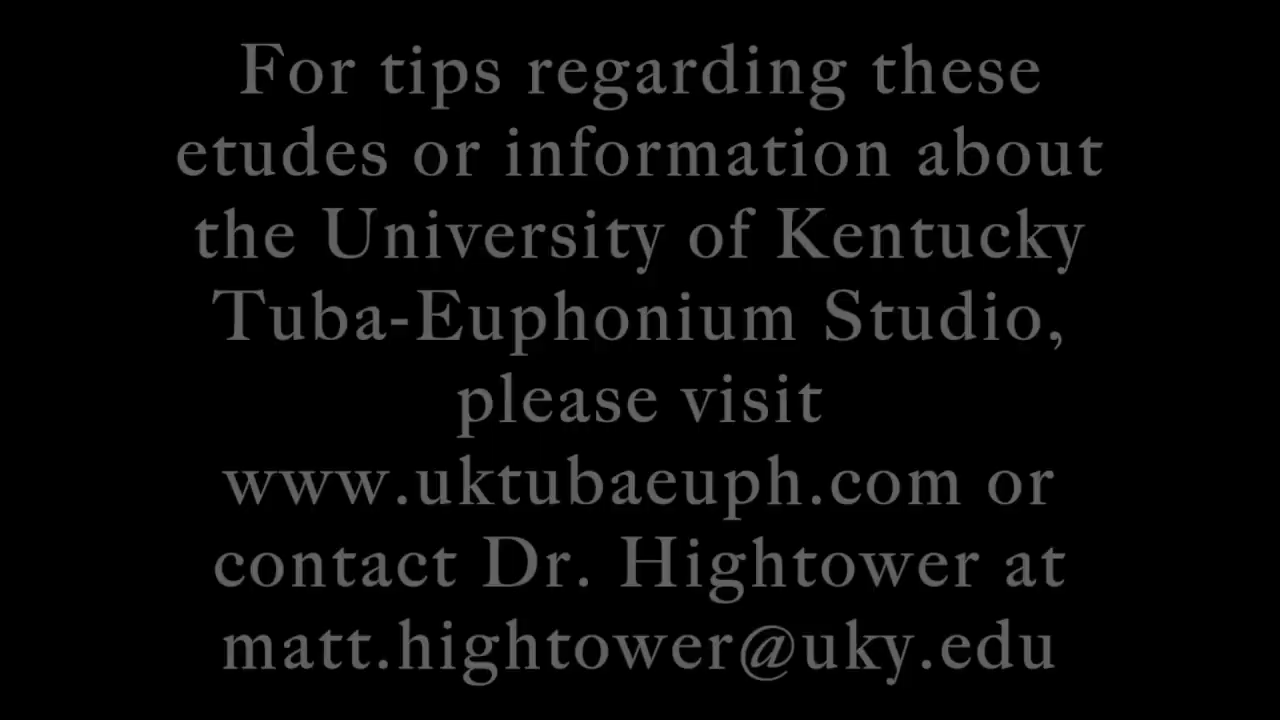 For tips regarding these
etudes or information about
the University of Kentucky
Tuba-Euphonium Studio,
please visit
www.uktubaeuph.com or
contact Dr. Hightower at
matt.hightower@uky.edu